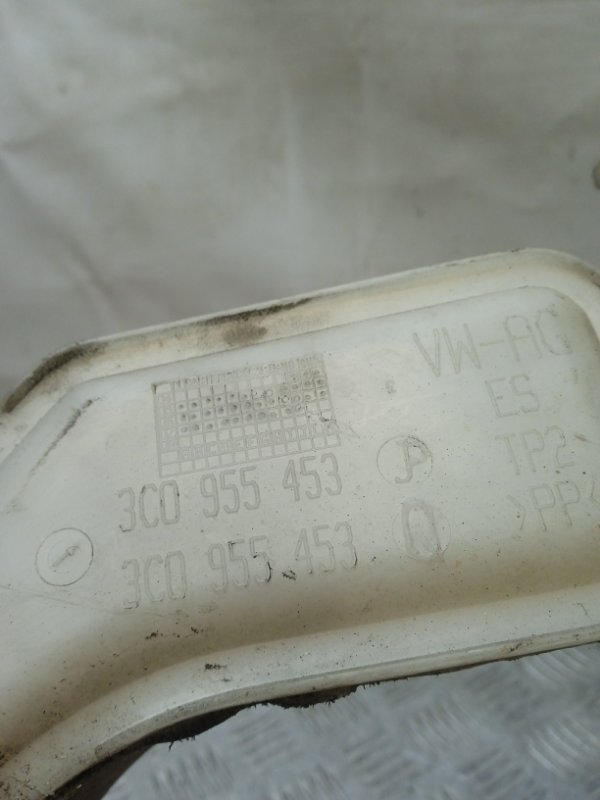 VW-AG
ES
TP2
>PP<
3C0 955 453 P
3C0 955 453 Q